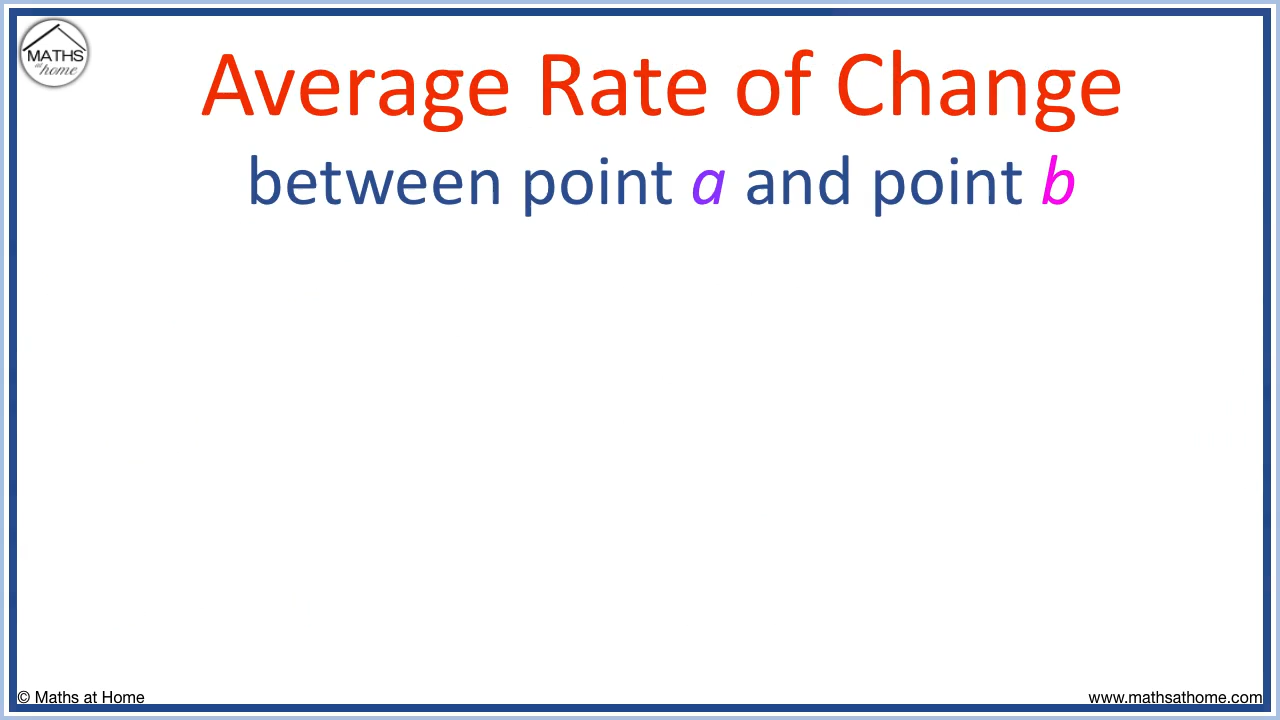 MATHS
at home
Average Rate of Change
between point a and point b
© Maths at Home
www.mathsathome.com